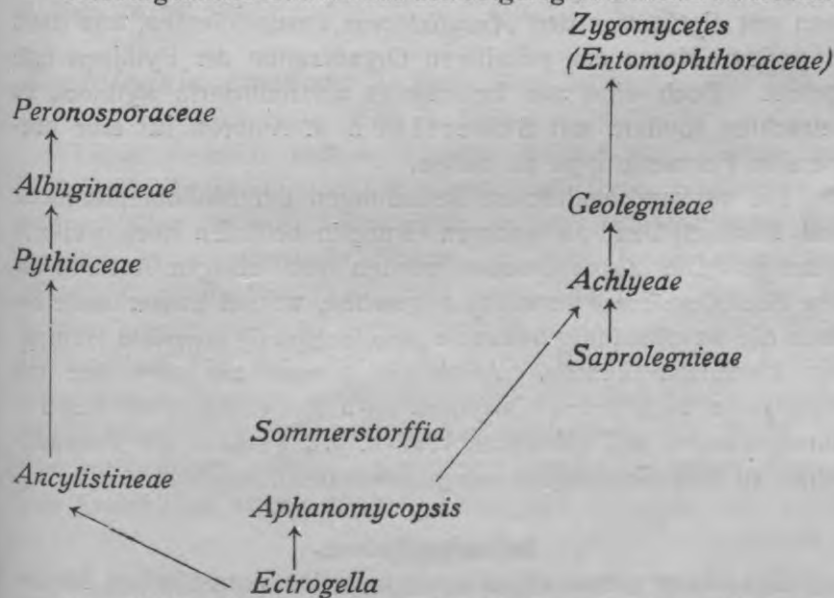 Zygomycetes
(Entomophthoraceae)
Peronosporaceae
Albuginaceae
Geolegnieae
Pythiaceae
Achlyeae
Saprolegnieae
Sommerstorffia
Ancylistineae
Aphanomycopsis
Ectrogella